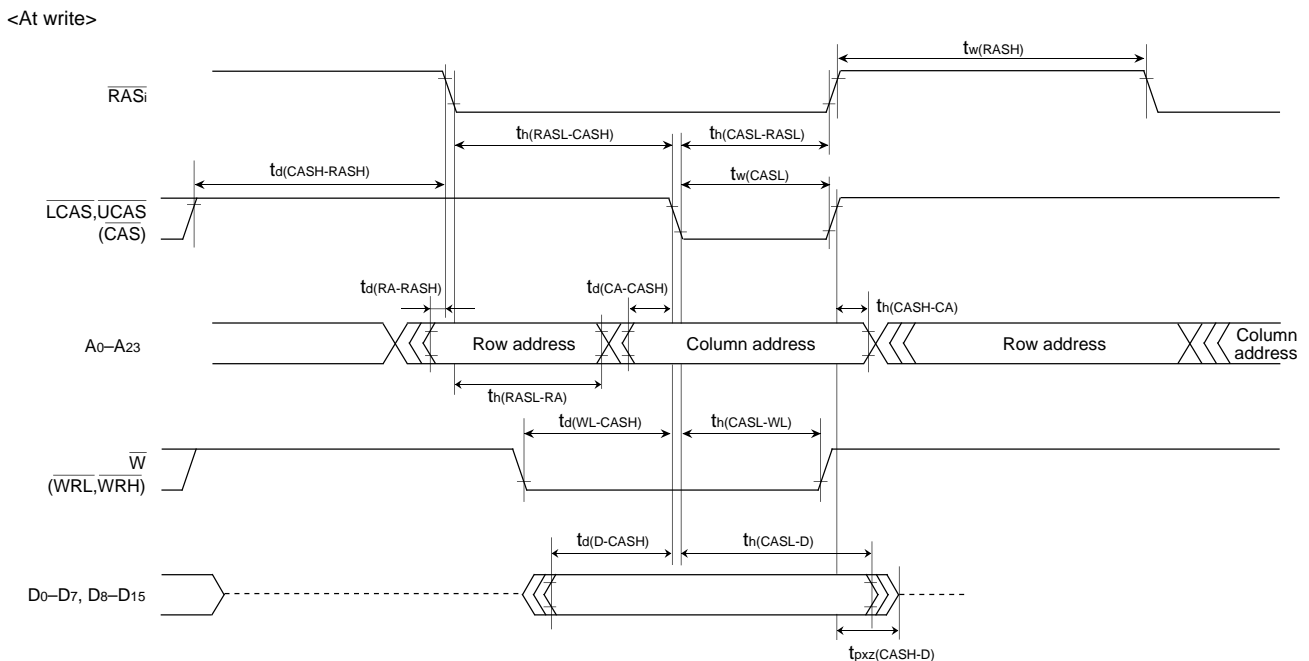 <At write>
tw(RASH)
RASi
th(RASL-CASH)
th(CASL-RASL)
td(CASH-RASH)
tw(CASL)
LCAS,UCAS
(CAS)
td(RA-RASH)
td(CA-CASH)
th(CASH-CA)
A0–A23
Row address
Column address
Row address
Column
address
th(RASL-RA)
td(WL-CASH)
th(CASL-WL)
W
(WRL,WRH)
td(D-CASH)
th(CASL-D)
D0–D7, D8–D15
tpxz(CASH-D)